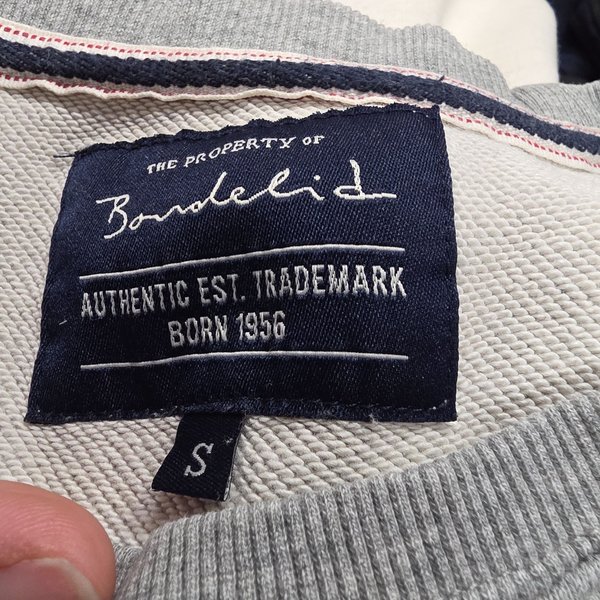 THE PROPERTY OF
Bondelid
AUTHENTIC EST. TRADEMARK
BORN 1956
S